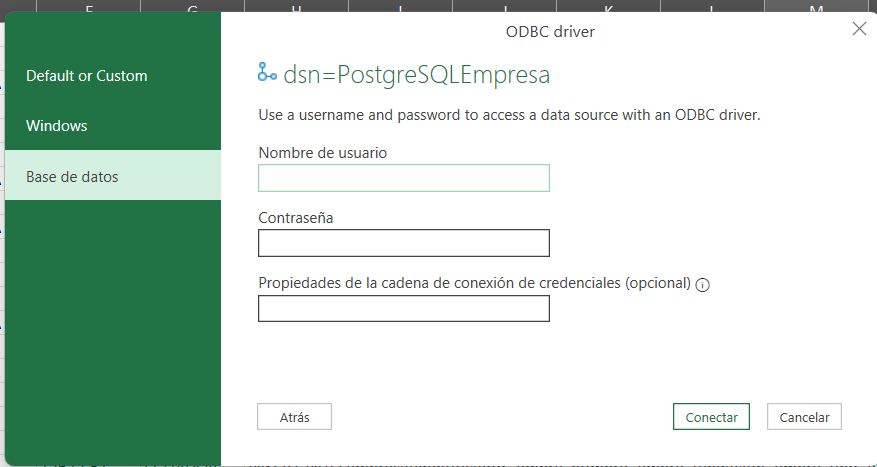 ODBC driver
Default or Custom
Windows
Base de datos
dsn=PostgreSQLEmpresa
Use a username and password to access a data source with an ODBC driver.
Nombre de usuario
Contraseña
Propiedades de la cadena de conexión de credenciales (opcional)
Atrás
Conectar
Cancelar